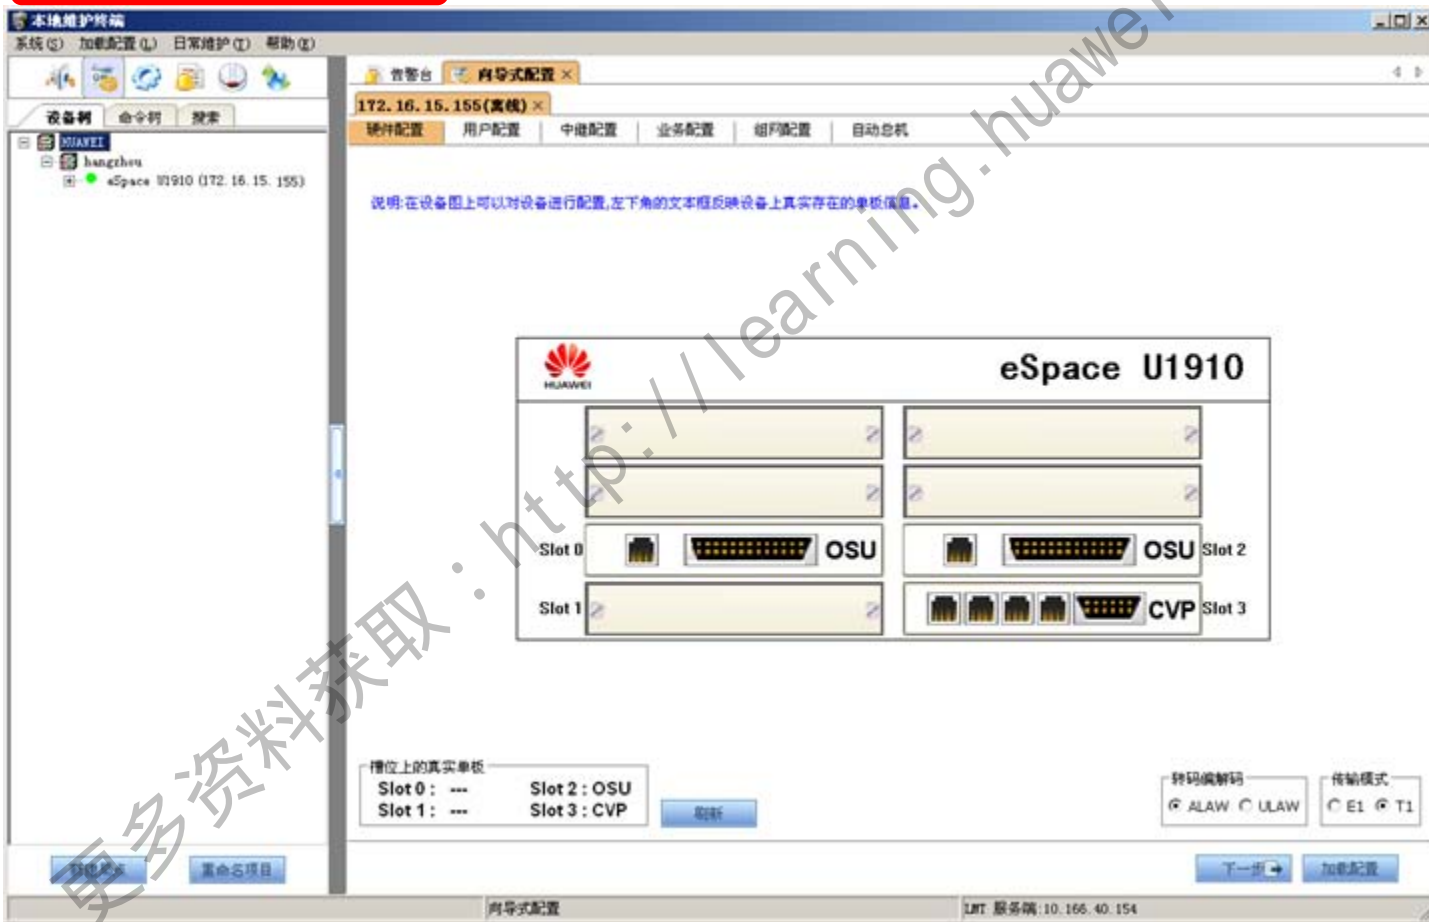 本地维护终端
系统(S) 加载配置(L) 日常维护(T) 帮助(E)
告警台 向导式配置
设备树 命令树 搜索
172.16.15.155(离线)
硬件配置 用户配置 中继配置 业务配置 组网配置 自动总机
HUAWEI
hangzhou
eSpace U1910 (172.16.15.155)
说明:在设备图上可以对设备进行配置,左下角的文本框反映设备上真实存在的单板信息。
HUAWEI
eSpace U1910
Slot 0 OSU OSU Slot 2
Slot 1 CVP Slot 3
槽位上的真实单板
Slot 0 : --- Slot 2 : OSU
Slot 1 : --- Slot 3 : CVP
刷新
转码编解码
ALAW ULAW
传输模式
E1 T1
重命名项目
下一步 加载配置
向导式配置
LMT 服务端:10.166.40.154
更多资料获取:http://learning.huawei